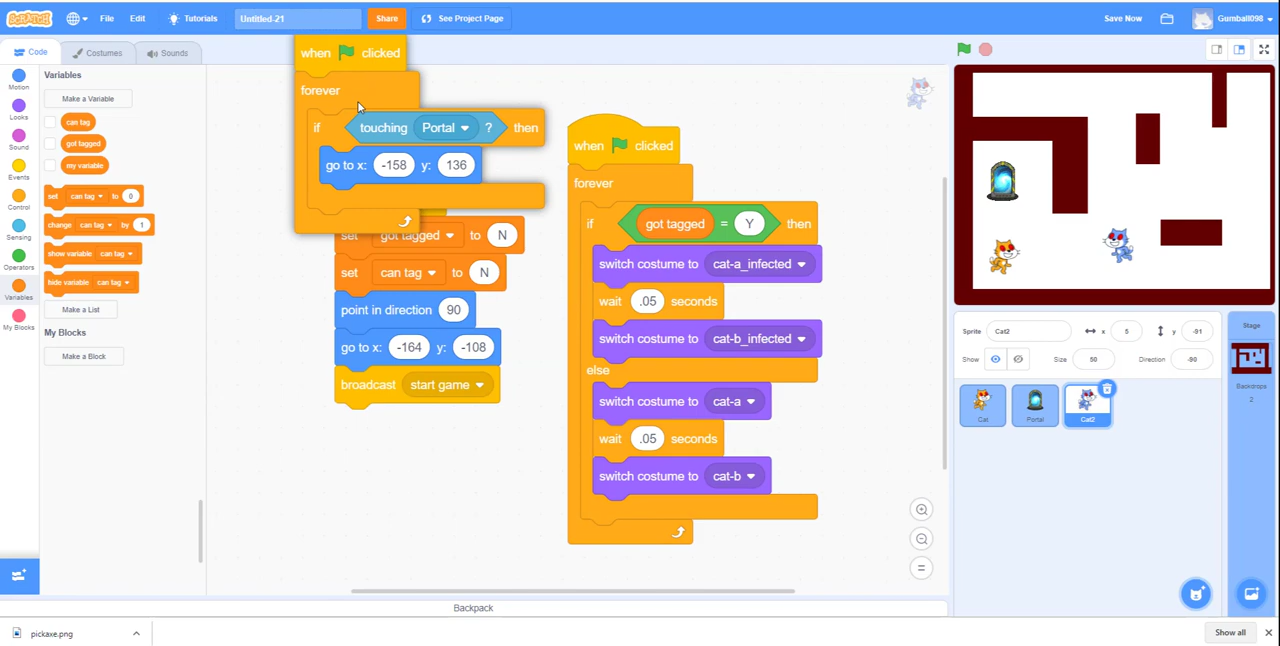 SCRATCH File Edit Tutorials Untitled-21 Share See Project Page Save Now Gumball098
Code Costumes Sounds
Motion
Looks
Sound
Events
Control
Sensing
Operators
Variables
My Blocks
Variables
Make a Variable
can tag
got tagged
my variable
set can tag to 0
change can tag by 1
show variable can tag
hide variable can tag
Make a List
My Blocks
Make a Block
when clicked
forever
if touching Portal ? then
go to x: -158 y: 136
set got tagged to N
set can tag to N
point in direction 90
go to x: -164 y: -108
broadcast start game
when clicked
forever
if got tagged = Y then
switch costume to cat-a_infected
wait .05 seconds
switch costume to cat-b_infected
else
switch costume to cat-a
wait .05 seconds
switch costume to cat-b
Sprite Cat2 x 5 y -91
Show Size 50 Direction -90
Cat
Portal
Cat2
Stage
Backdrops
2
Backpack
pickaxe.png
Show all